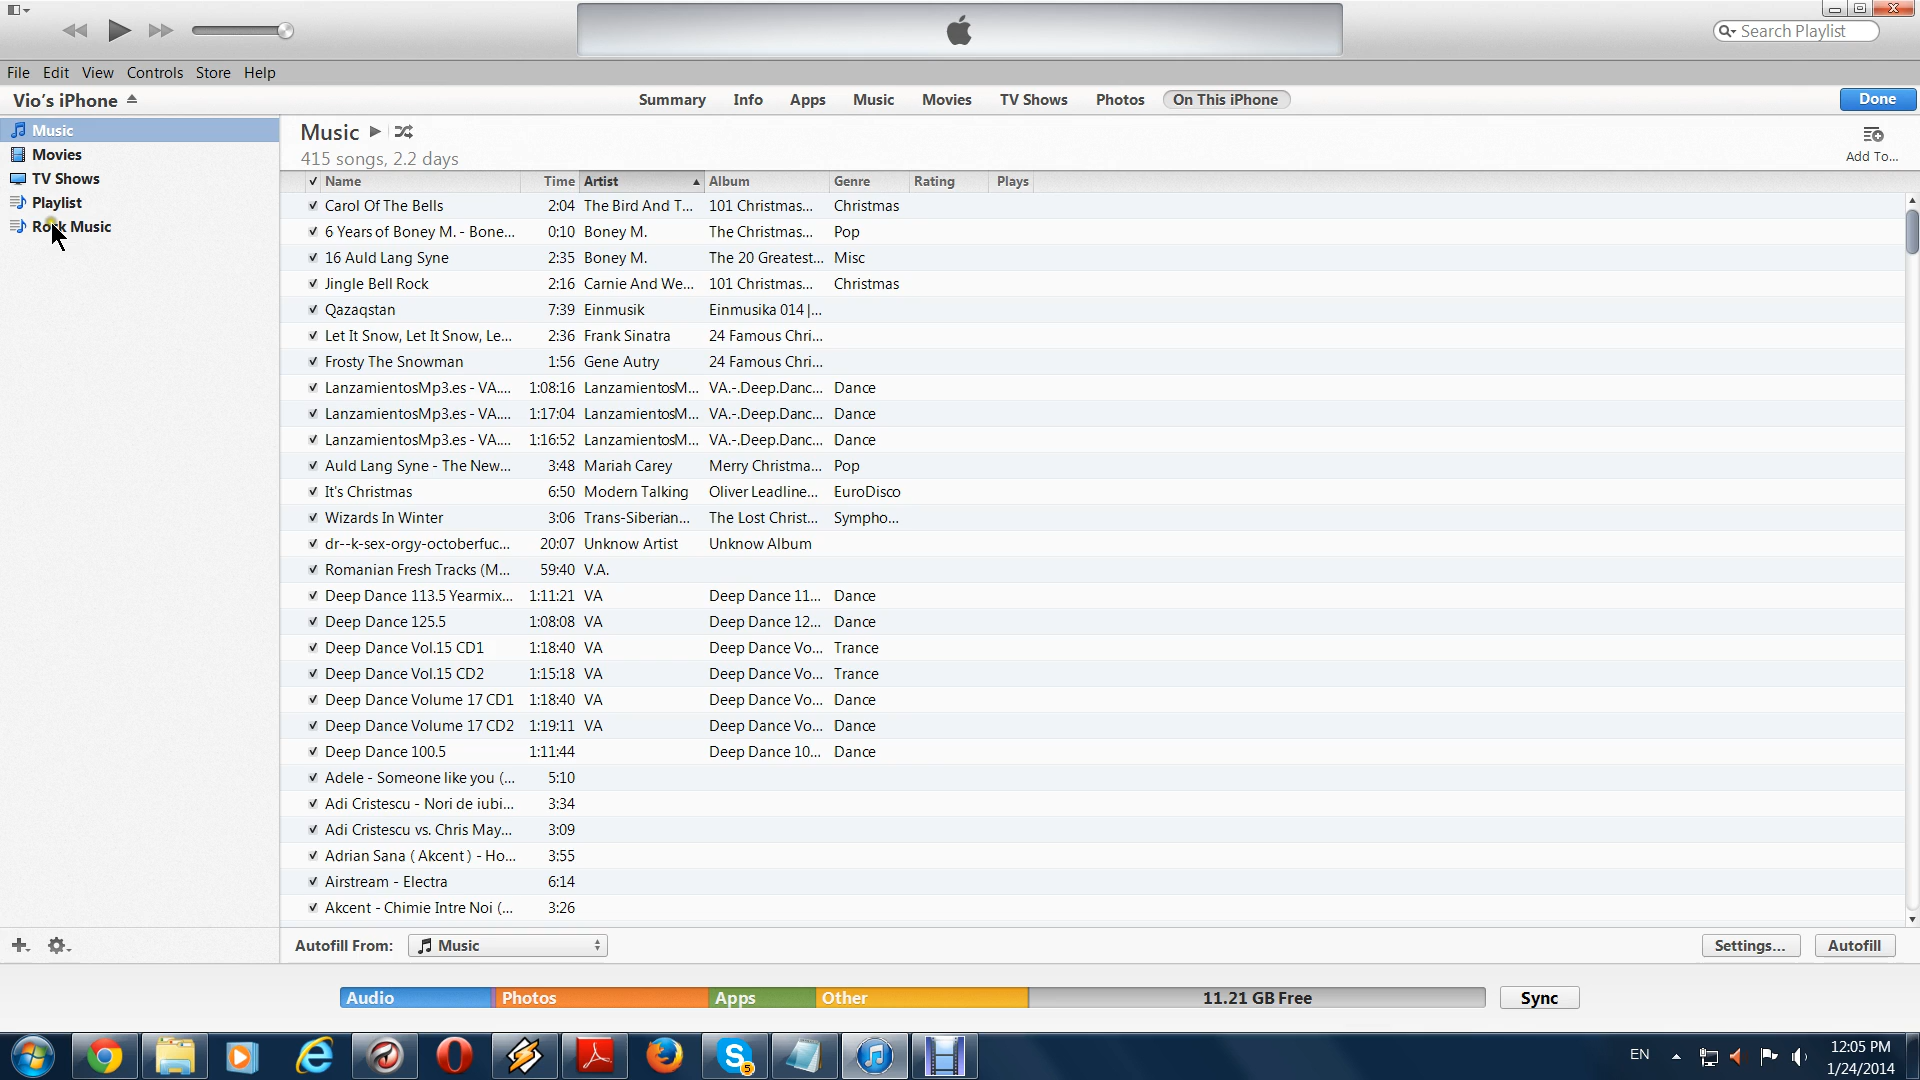 Search Playlist
File Edit View Controls Store Help
Vio's iPhone
Summary Info Apps Music Movies TV Shows Photos On This iPhone Done
Music
Movies
TV Shows
Playlist
Rock Music
Music
415 songs, 2.2 days
Add To...
Name Time Artist Album Genre Rating Plays
Carol Of The Bells 2:04 The Bird And T... 101 Christmas... Christmas
6 Years of Boney M. - Bone... 0:10 Boney M. The Christmas... Pop
16 Auld Lang Syne 2:35 Boney M. The 20 Greatest... Misc
Jingle Bell Rock 2:16 Carnie And We... 101 Christmas... Christmas
Qazaqstan 7:39 Einmusik Einmusika 014 |...
Let It Snow, Let It Snow, Le... 2:36 Frank Sinatra 24 Famous Chri...
Frosty The Snowman 1:56 Gene Autry 24 Famous Chri...
LanzamientosMp3.es - VA.... 1:08:16 LanzamientosM... VA.-.Deep.Danc... Dance
LanzamientosMp3.es - VA.... 1:17:04 LanzamientosM... VA.-.Deep.Danc... Dance
LanzamientosMp3.es - VA.... 1:16:52 LanzamientosM... VA.-.Deep.Danc... Dance
Auld Lang Syne - The New... 3:48 Mariah Carey Merry Christma... Pop
It's Christmas 6:50 Modern Talking Oliver Leadline... EuroDisco
Wizards In Winter 3:06 Trans-Siberian... The Lost Christ... Sympho...
dr--k-sex-orgy-octoberfuc... 20:07 Unknow Artist Unknow Album
Romanian Fresh Tracks (M... 59:40 V.A.
Deep Dance 113.5 Yearmix... 1:11:21 VA Deep Dance 11... Dance
Deep Dance 125.5 1:08:08 VA Deep Dance 12... Dance
Deep Dance Vol.15 CD1 1:18:40 VA Deep Dance Vo... Trance
Deep Dance Vol.15 CD2 1:15:18 VA Deep Dance Vo... Trance
Deep Dance Volume 17 CD1 1:18:40 VA Deep Dance Vo... Dance
Deep Dance Volume 17 CD2 1:19:11 VA Deep Dance Vo... Dance
Deep Dance 100.5 1:11:44 Deep Dance 10... Dance
Adele - Someone like you (... 5:10
Adi Cristescu - Nori de iubi... 3:34
Adi Cristescu vs. Chris May... 3:09
Adrian Sana ( Akcent ) - Ho... 3:55
Airstream - Electra 6:14
Akcent - Chimie Intre Noi (... 3:26
Autofill From: Music Settings... Autofill
Audio Photos Apps Other 11.21 GB Free Sync
5
EN
12:05 PM
1/24/2014